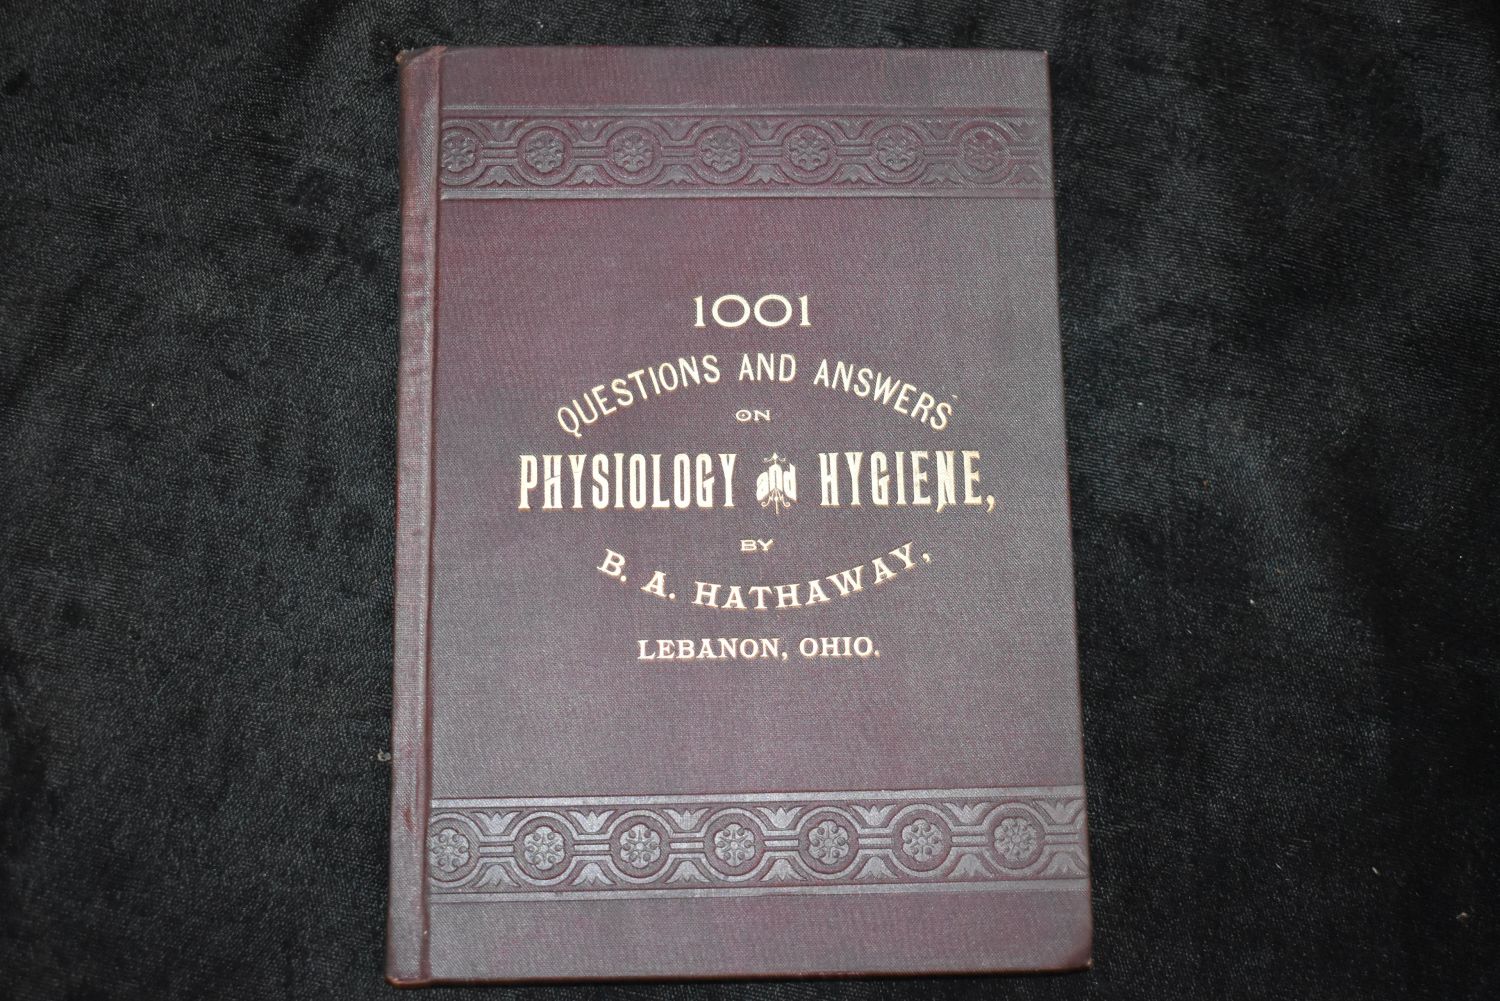 1001
QUESTIONS AND ANSWERS
ON
PHYSIOLOGY and HYGIENE,
BY
B. A. HATHAWAY,
LEBANON, OHIO.